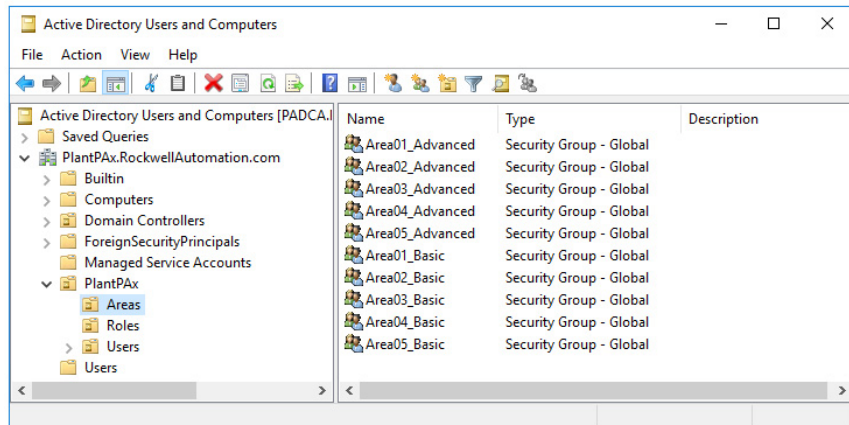 Active Directory Users and Computers
File Action View Help
Active Directory Users and Computers [PADCA.
Saved Queries
PlantPAx.RockwellAutomation.com
Builtin
Computers
Domain Controllers
ForeignSecurityPrincipals
Managed Service Accounts
PlantPAx
Areas
Roles
Users
Users
Name Type Description
Area01_Advanced Security Group - Global
Area02_Advanced Security Group - Global
Area03_Advanced Security Group - Global
Area04_Advanced Security Group - Global
Area05_Advanced Security Group - Global
Area01_Basic Security Group - Global
Area02_Basic Security Group - Global
Area03_Basic Security Group - Global
Area04_Basic Security Group - Global
Area05_Basic Security Group - Global